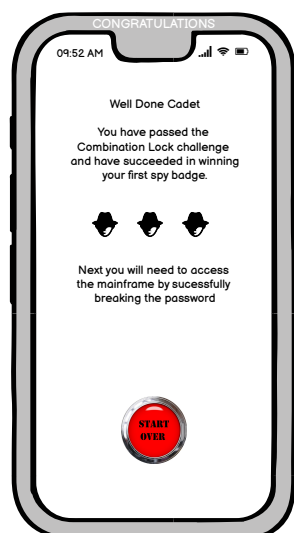 CONGRATULATIONS
09:52 AM
Well Done Cadet
You have passed the
Combination Lock challenge
and have succeeded in winning
your first spy badge.
Next you will need to access
the mainframe by sucessfully
breaking the password
START
OVER